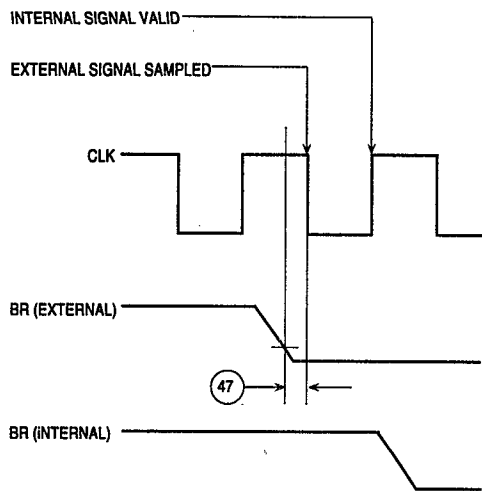 INTERNAL SIGNAL VALID
EXTERNAL SIGNAL SAMPLED
CLK
BR (EXTERNAL)
47
BR (iNTERNAL)